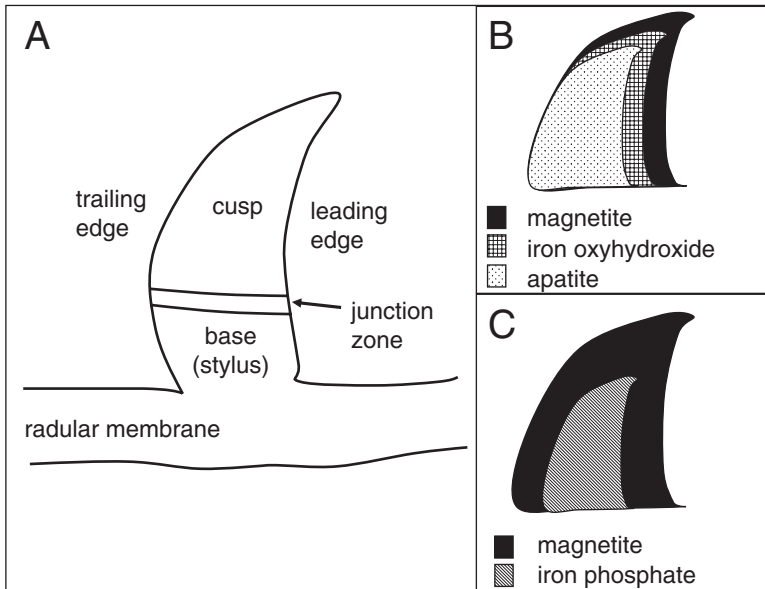 A
trailing
edge
cusp
leading
edge
junction
zone
base
(stylus)
radular membrane
B
magnetite
iron oxyhydroxide
apatite
C
magnetite
iron phosphate